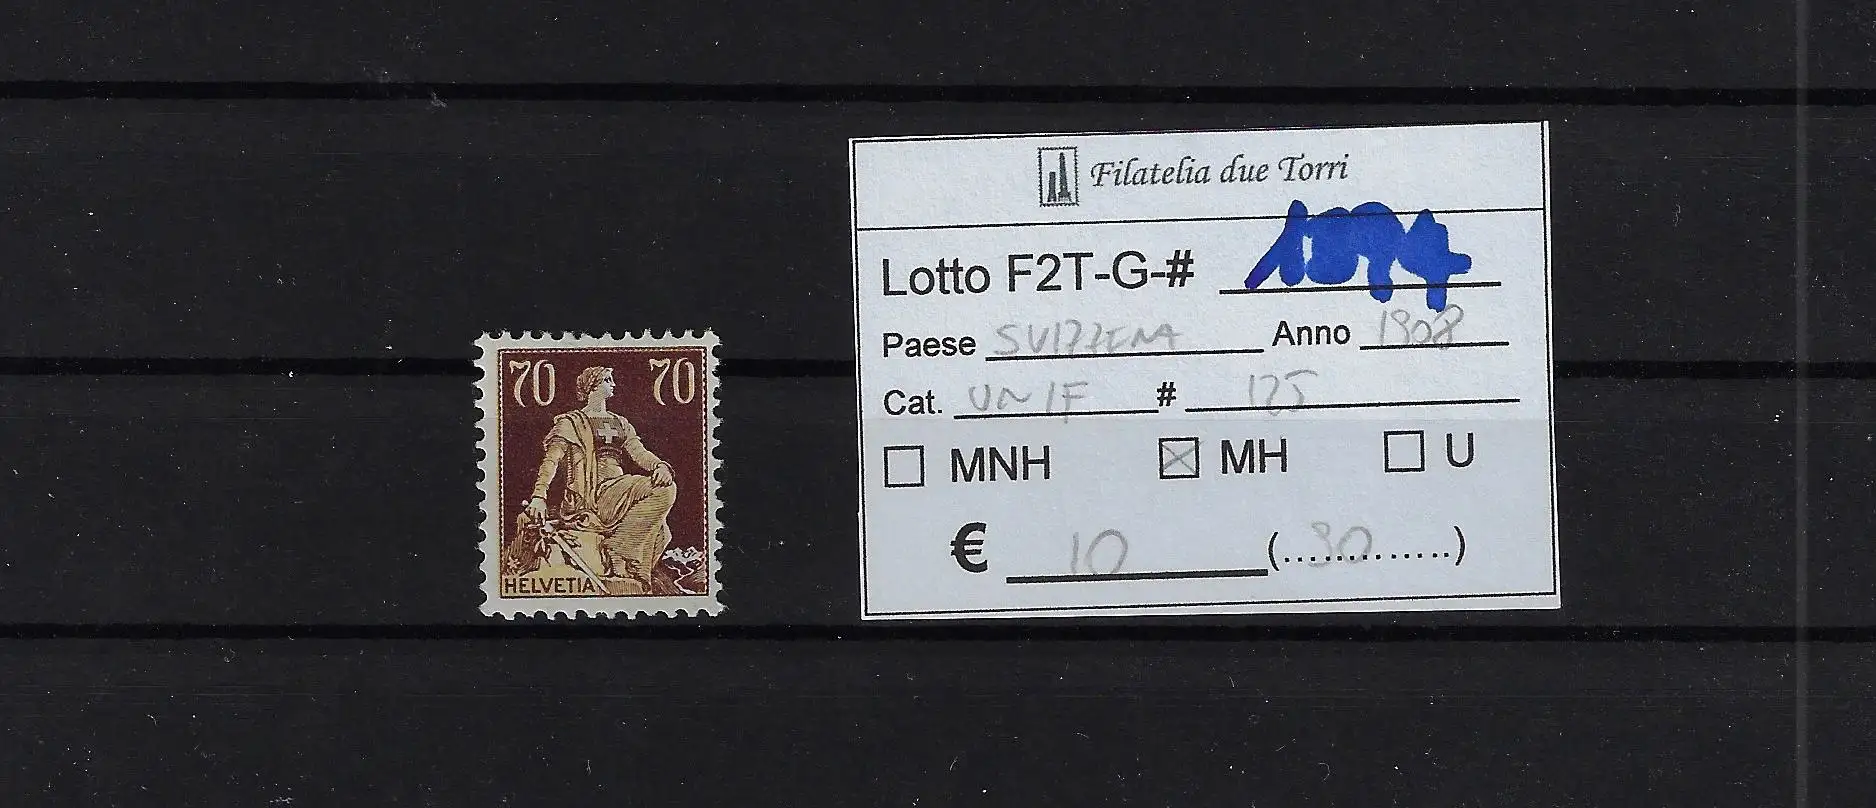 70 70
HELVETIA
Filatelia due Torri
Lotto F2T-G-#
Paese SVIZZERA Anno 1908
Cat. UNIF # 125
MNH MH U
€ 10 (....30....)